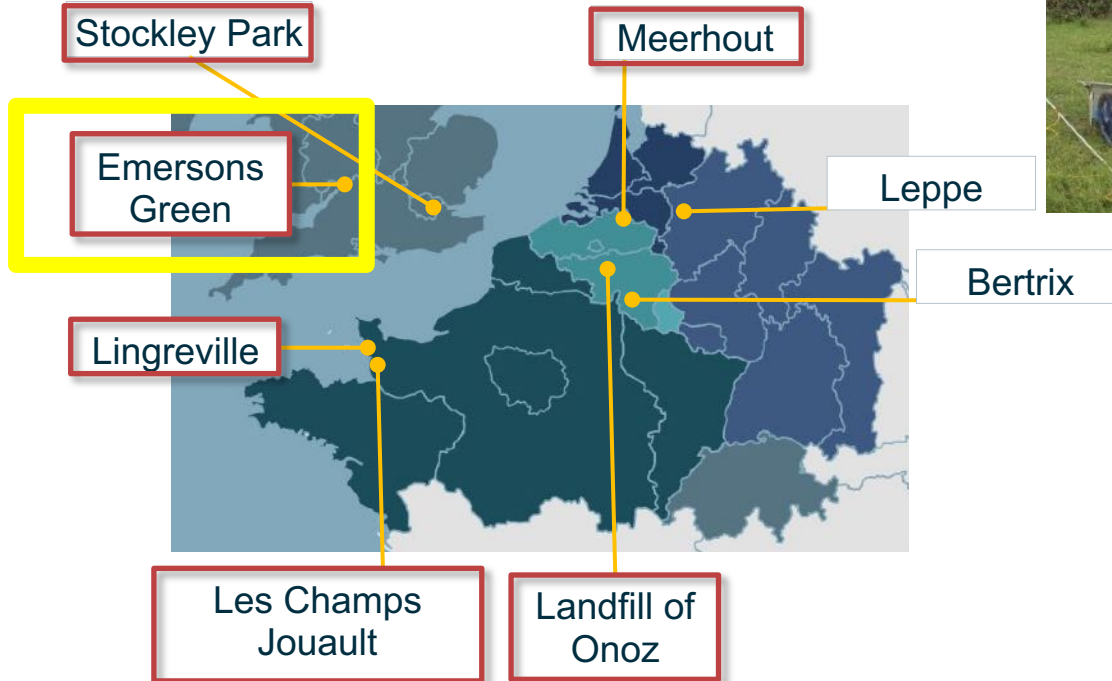 Stockley Park
Meerhout
Emersons
Green
Leppe
Bertrix
Lingreville
Les Champs
Jouault
Landfill of
Onoz